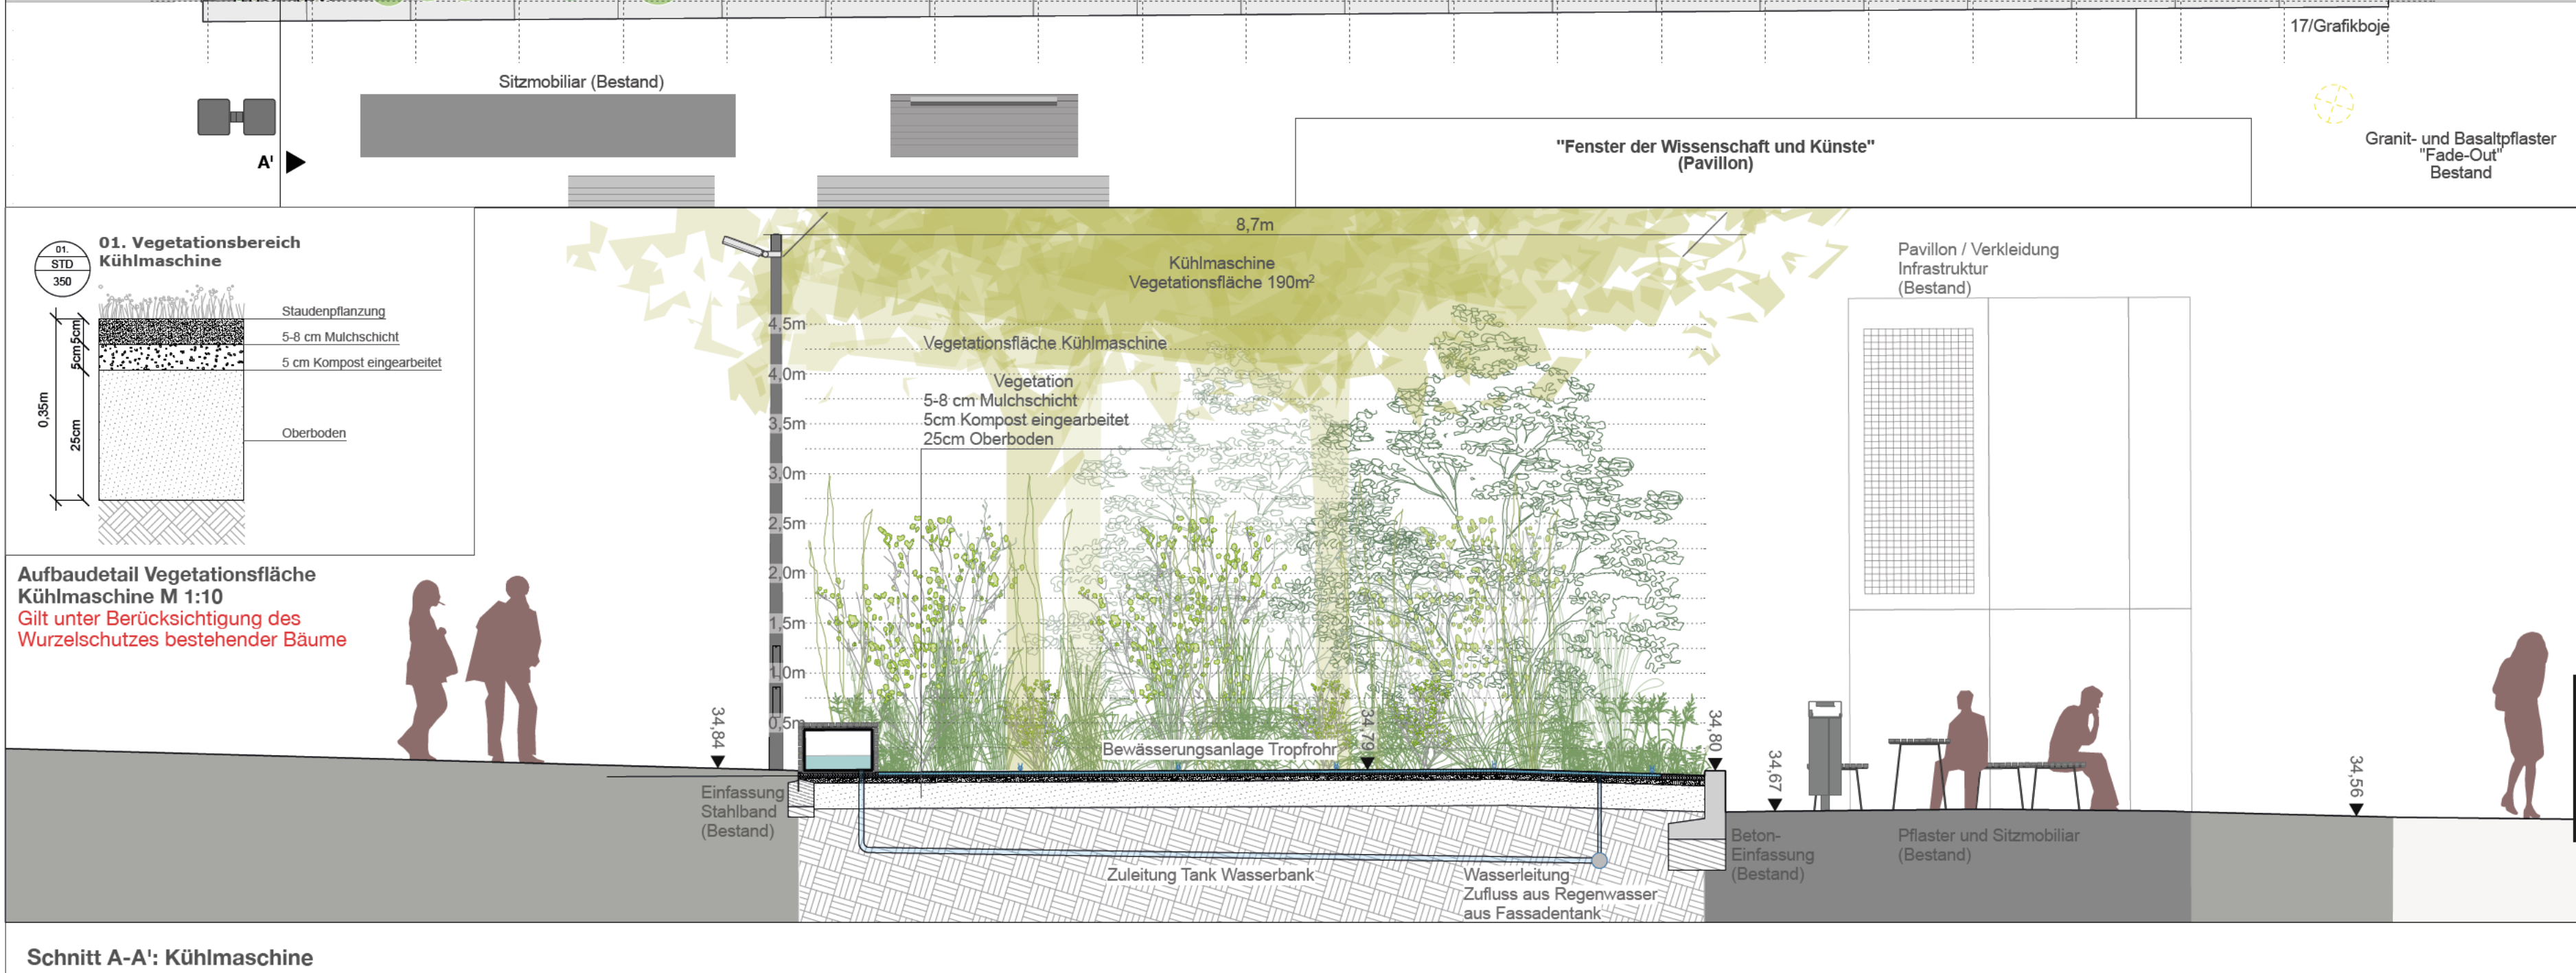 17/Grafikboje
Sitzmobiliar (Bestand)
A'
"Fenster der Wissenschaft und Künste"
(Pavillon)
Granit- und Basaltpflaster
"Fade-Out"
Bestand
01.
STD
350
01. Vegetationsbereich
Kühlmaschine
Staudenpflanzung
5-8 cm Mulchschicht
5 cm Kompost eingearbeitet
Oberboden
5cm
5cm
25cm
0,35m
Aufbaudetail Vegetationsfläche
Kühlmaschine M 1:10
Gilt unter Berücksichtigung des
Wurzelschutzes bestehender Bäume
8,7m
Kühlmaschine
Vegetationsfläche 190m²
4,5m
4,0m
3,5m
3,0m
2,5m
2,0m
1,5m
1,0m
0,5m
Vegetationsfläche Kühlmaschine
Vegetation
5-8 cm Mulchschicht
5cm Kompost eingearbeitet
25cm Oberboden
Pavillon / Verkleidung
Infrastruktur
(Bestand)
34,84
34,79
34,80
34,67
34,56
Bewässerungsanlage Tropfrohr
Einfassung
Stahlband
(Bestand)
Zuleitung Tank Wasserbank
Wasserleitung
Zufluss aus Regenwasser
aus Fassadentank
Beton-
Einfassung
(Bestand)
Pflaster und Sitzmobiliar
(Bestand)
Schnitt A-A': Kühlmaschine